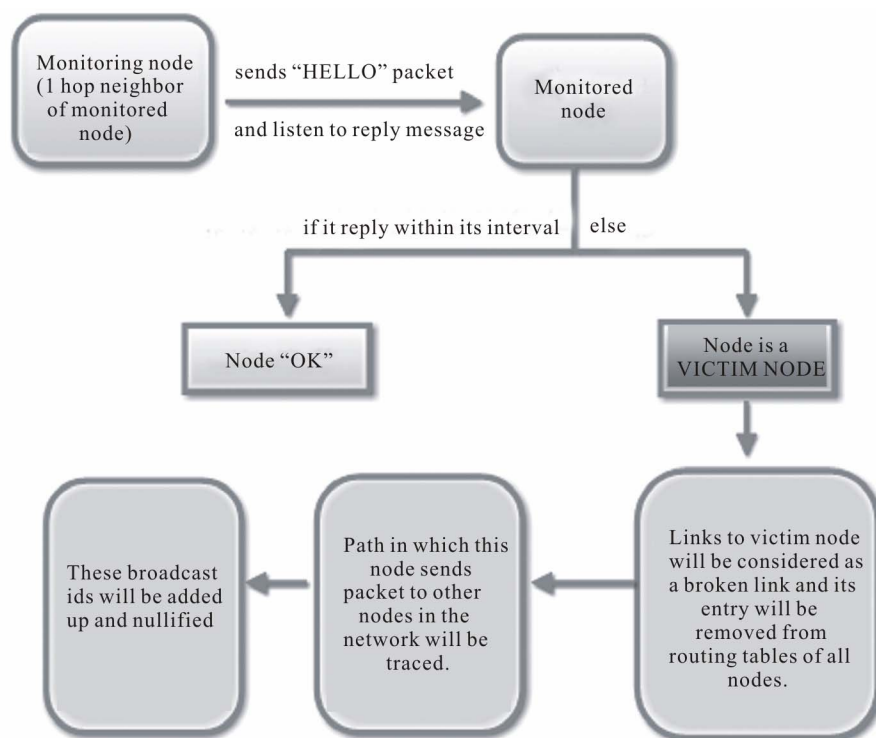 Monitoring node
(1 hop neighbor
of monitored
node)
sends “HELLO” packet
and listen to reply message
Monitored
node
if it reply within its interval
else
Node “OK”
Node is a
VICTIM NODE
Links to victim node
will be considered as
a broken link and its
entry will be
removed from
routing tables of all
nodes.
Path in which this
node sends
packet to other
nodes in the
network will be
traced.
These broadcast
ids will be added
up and nullified